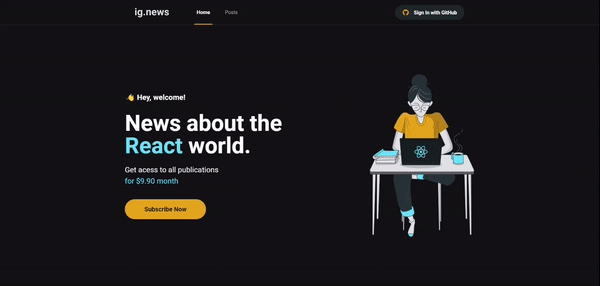 ig.news
Home
Posts
Sign In with GitHub
👏 Hey, welcome!
News about the
React world.
Get acess to all publications
for $9.90 month
Subscribe Now